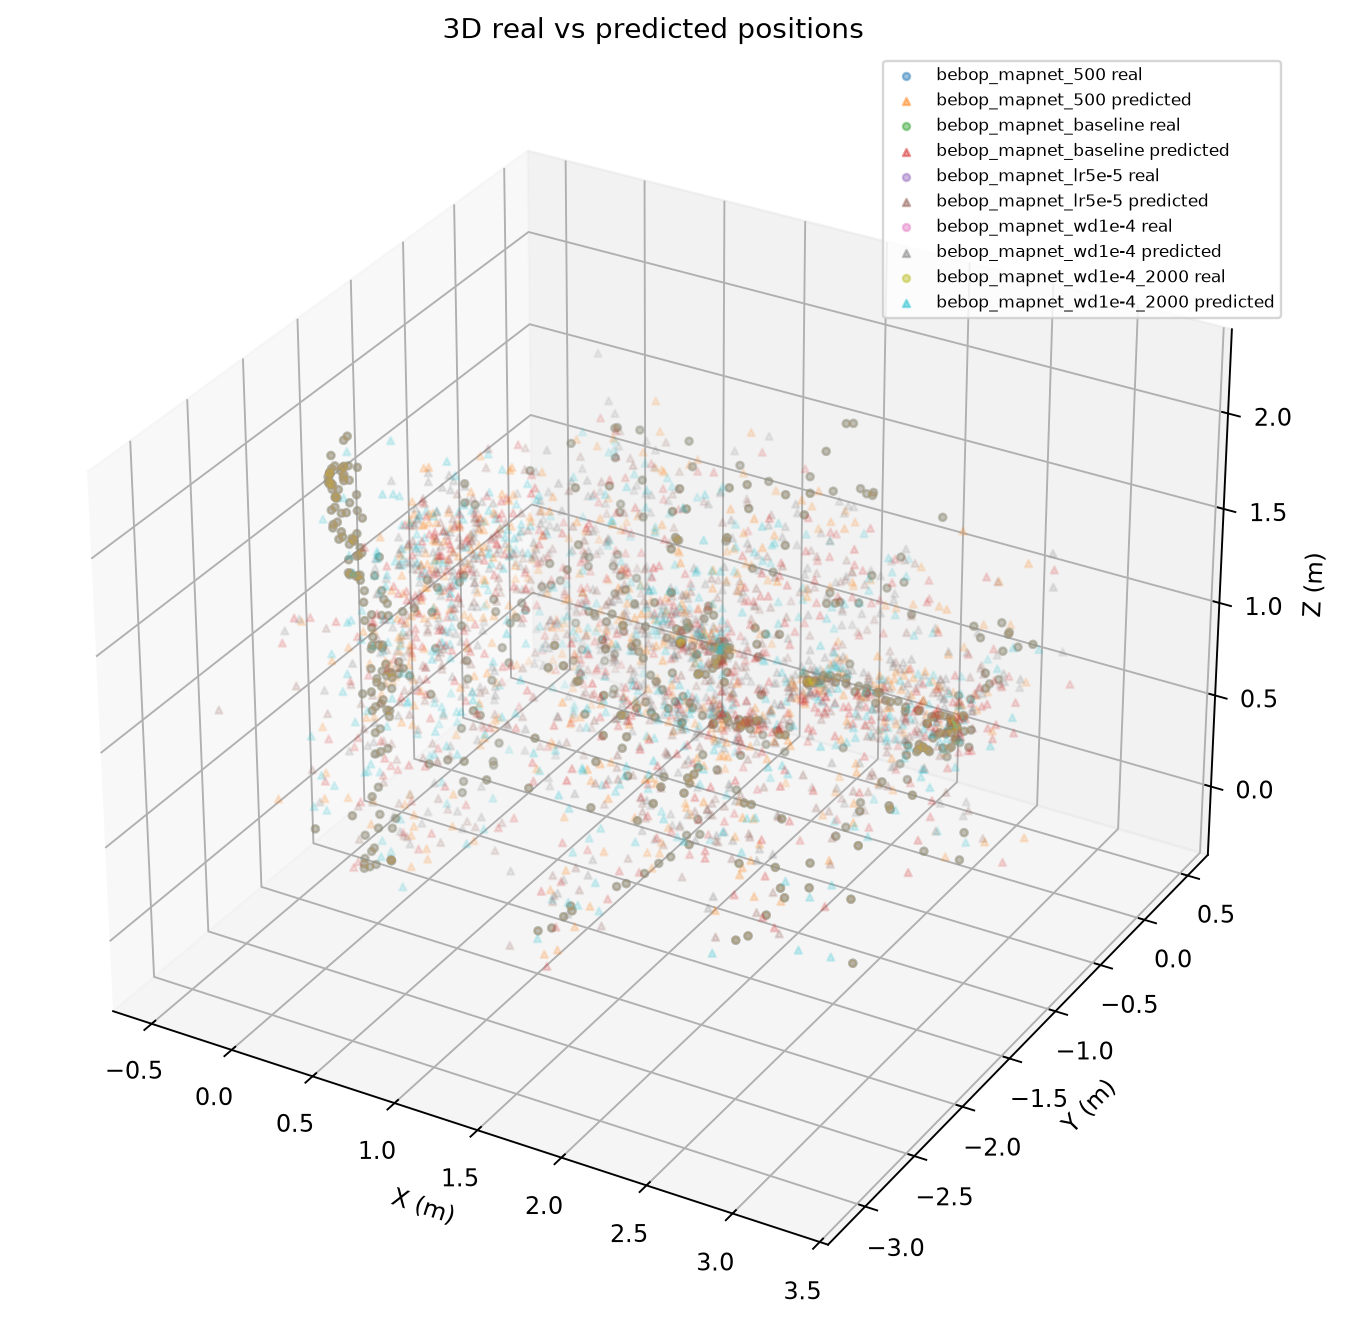 3D real vs predicted positions
bebop_mapnet_500 real
bebop_mapnet_500 predicted
bebop_mapnet_baseline real
bebop_mapnet_baseline predicted
bebop_mapnet_lr5e-5 real
bebop_mapnet_lr5e-5 predicted
bebop_mapnet_wd1e-4 real
bebop_mapnet_wd1e-4 predicted
bebop_mapnet_wd1e-4_2000 real
bebop_mapnet_wd1e-4_2000 predicted
2.0
1.5
1.0
0.5
0.0
Z (m)
0.5
0.0
−0.5
−1.0
−1.5
−2.0
−2.5
−3.0
Y (m)
−0.5
0.0
0.5
1.0
1.5
2.0
2.5
3.0
3.5
X (m)